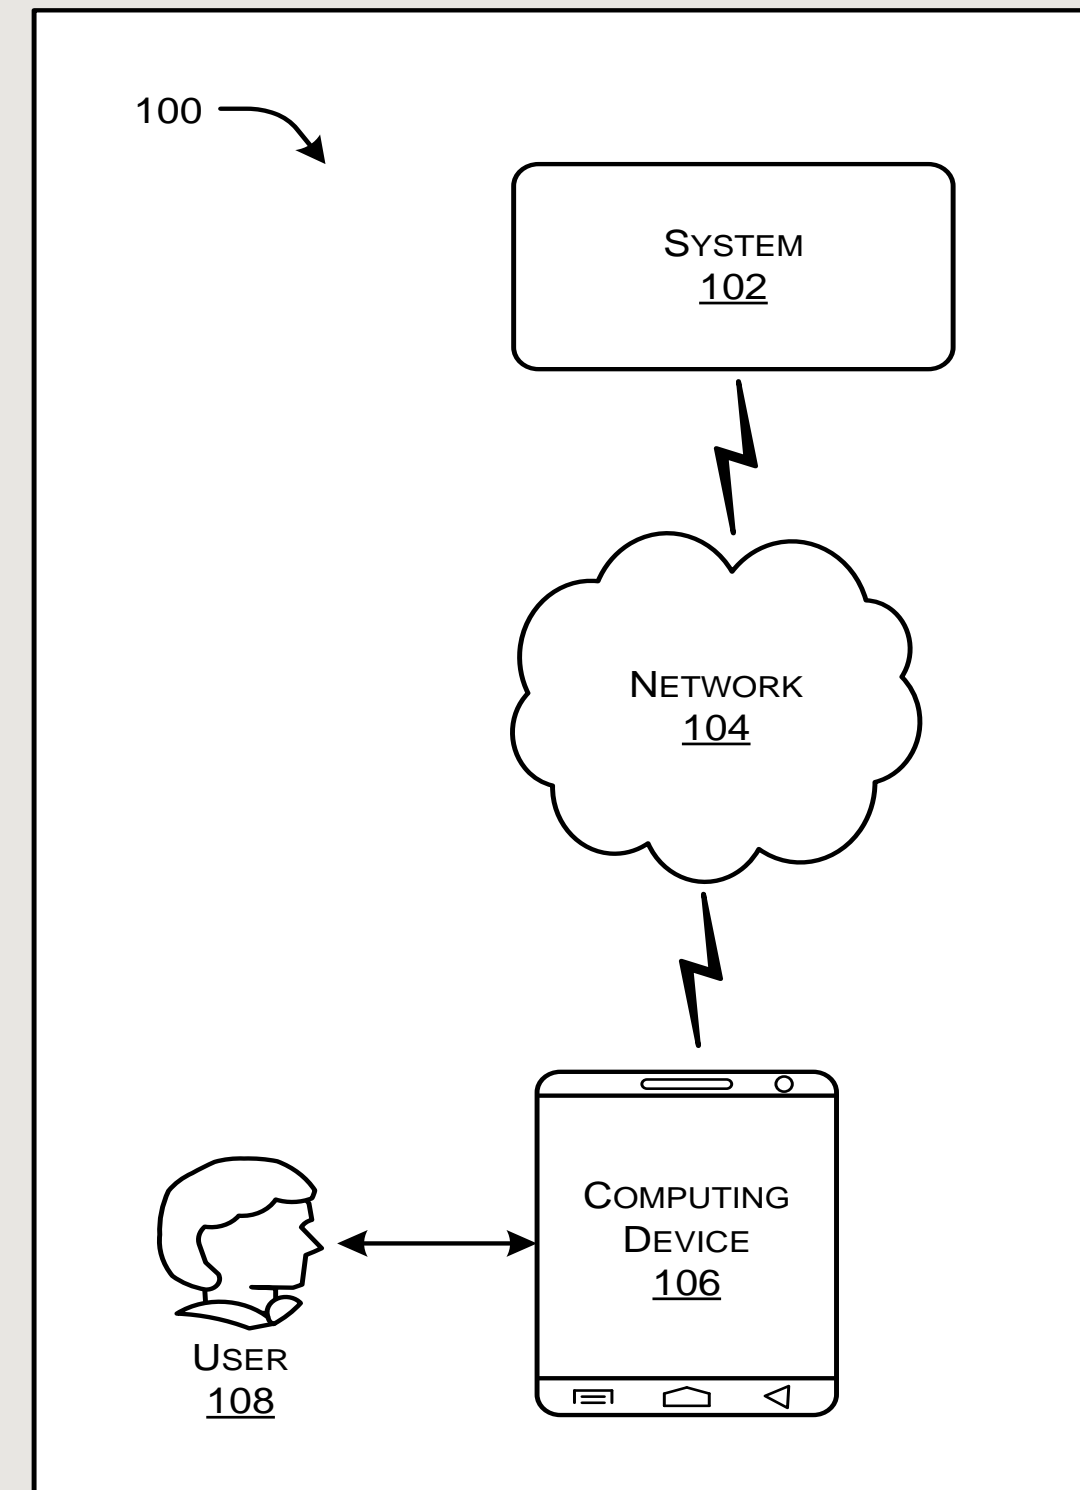 100
SYSTEM
102
NETWORK
104
COMPUTING
DEVICE
106
USER
108